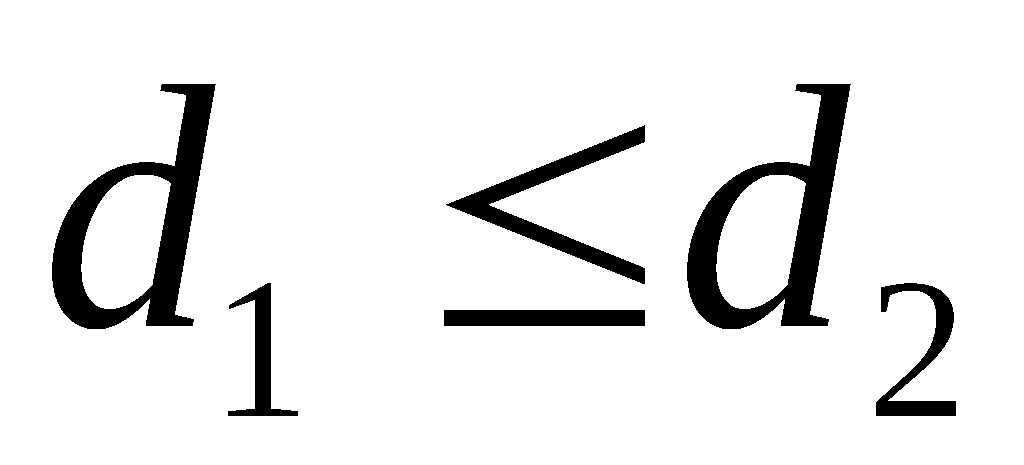 d₁ ≤ d₂